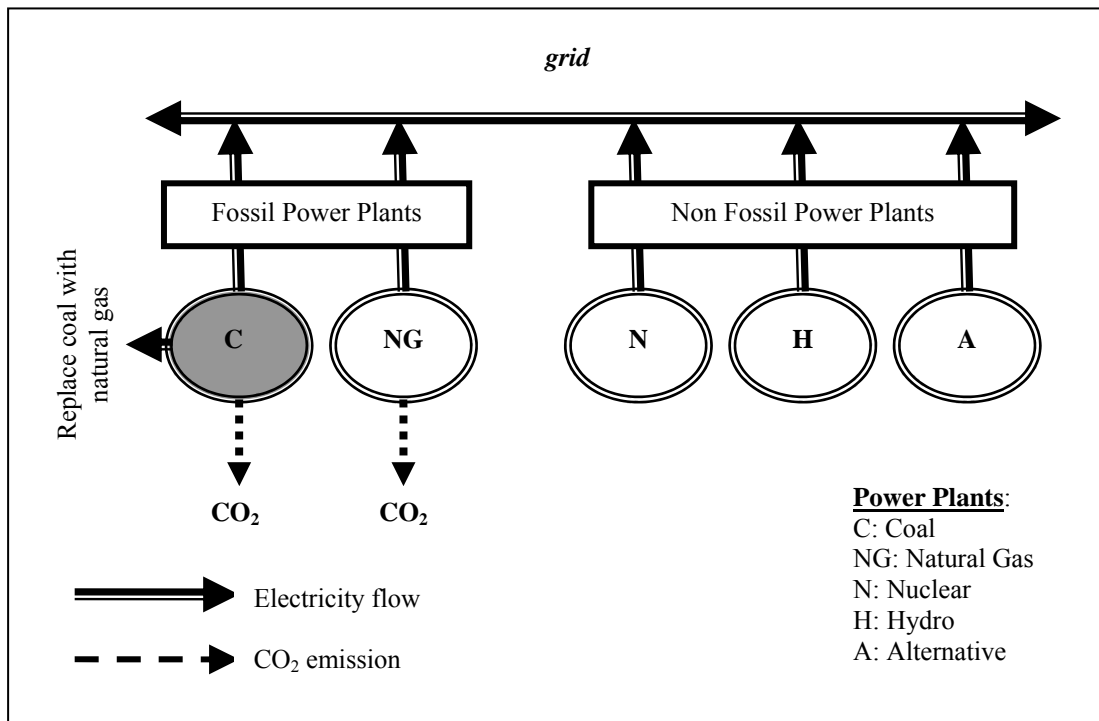 grid
Fossil Power Plants
Non Fossil Power Plants
Replace coal with
natural gas
C
NG
N
H
A
CO₂
CO₂
Power Plants:
C: Coal
NG: Natural Gas
N: Nuclear
H: Hydro
A: Alternative
Electricity flow
CO₂ emission